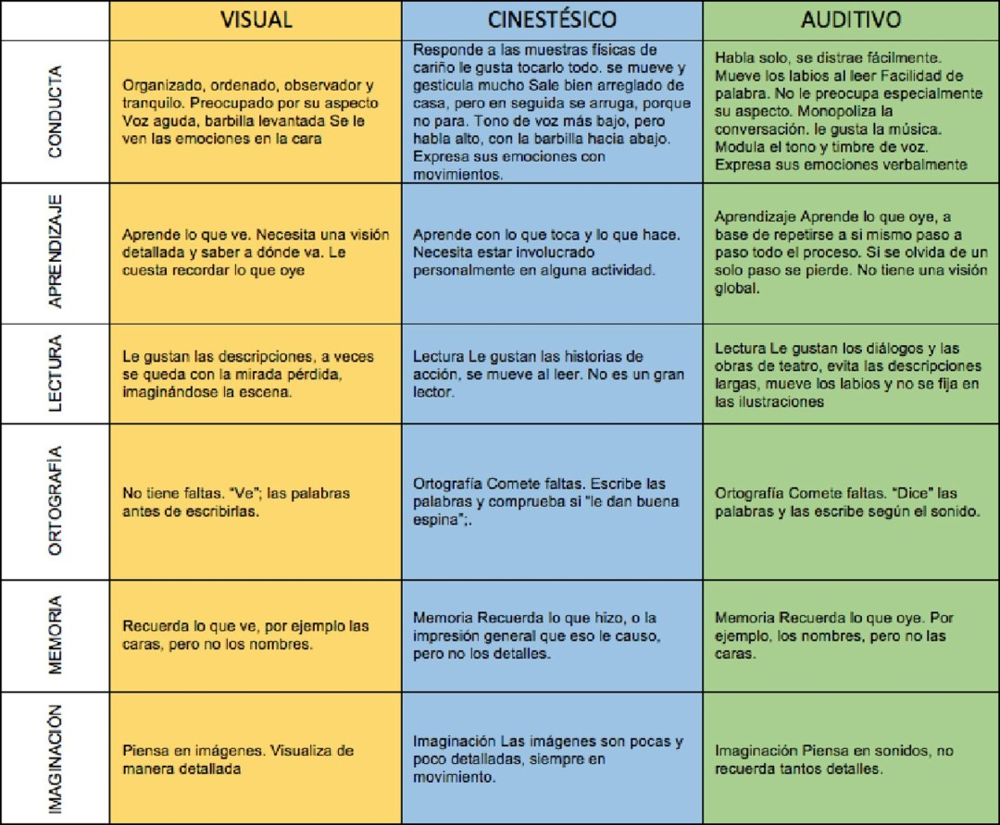 VISUAL
CINESTÉSICO
AUDITIVO
CONDUCTA
Organizado, ordenado, observador y
tranquilo. Preocupado por su aspecto
Voz aguda, barbilla levantada Se le
ven las emociones en la cara
Responde a las muestras físicas de
cariño le gusta tocarlo todo. se mueve y
gesticula mucho Sale bien arreglado de
casa, pero en seguida se arruga, porque
no para. Tono de voz más bajo, pero
habla alto, con la barbilla hacia abajo.
Expresa sus emociones con
movimientos.
Habla solo, se distrae fácilmente.
Mueve los labios al leer Facilidad de
palabra. No le preocupa especialmente
su aspecto. Monopoliza la
conversación. le gusta la música.
Modula el tono y timbre de voz.
Expresa sus emociones verbalmente
APRENDIZAJE
Aprende lo que ve. Necesita una visión
detallada y saber a dónde va. Le
cuesta recordar lo que oye
Aprende con lo que toca y lo que hace.
Necesita estar involucrado
personalmente en alguna actividad.
Aprendizaje Aprende lo que oye, a
base de repetirse a si mismo paso a
paso todo el proceso. Si se olvida de un
solo paso se pierde. No tiene una visión
global.
LECTURA
Le gustan las descripciones, a veces
se queda con la mirada pérdida,
imaginándose la escena.
Lectura Le gustan las historias de
acción, se mueve al leer. No es un gran
lector.
Lectura Le gustan los diálogos y las
obras de teatro, evita las descripciones
largas, mueve los labios y no se fija en
las ilustraciones
ORTOGRAFÍA
No tiene faltas. “Ve”; las palabras
antes de escribirlas.
Ortografía Comete faltas. Escribe las
palabras y comprueba si “le dan buena
espina”;.
Ortografía Comete faltas. “Dice” las
palabras y las escribe según el sonido.
MEMORIA
Recuerda lo que ve, por ejemplo las
caras, pero no los nombres.
Memoria Recuerda lo que hizo, o la
impresión general que eso le causo,
pero no los detalles.
Memoria Recuerda lo que oye. Por
ejemplo, los nombres, pero no las
caras.
IMAGINACIÓN
Piensa en imágenes. Visualiza de
manera detallada
Imaginación Las imágenes son pocas y
poco detalladas, siempre en
movimiento.
Imaginación Piensa en sonidos, no
recuerda tantos detalles.